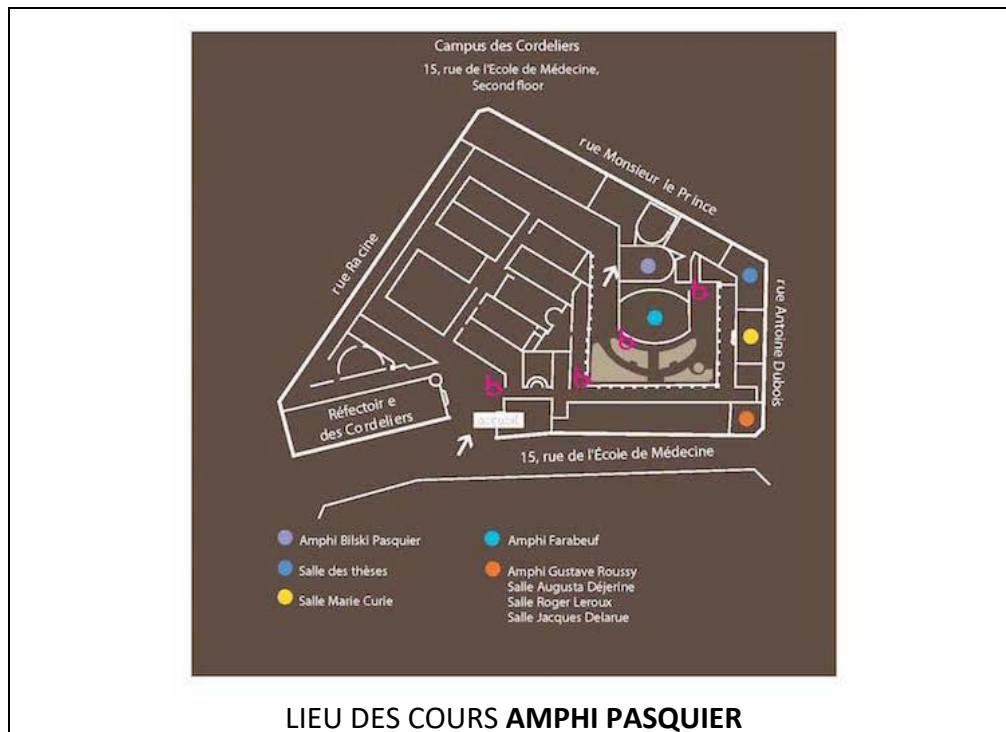 Campus des Cordeliers
15, rue de l'Ecole de Médecine,
Second floor
rue Monsieur le Prince
rue Racine
rue Antoine Dubois
Réfectoire
des Cordeliers
15, rue de l'École de Médecine
Amphi Bilski Pasquier
Salle des thèses
Salle Marie Curie
Amphi Farabeuf
Amphi Gustave Roussy
Salle Augusta Déjerine
Salle Roger Leroux
Salle Jacques Delarue
LIEU DES COURS AMPHI PASQUIER